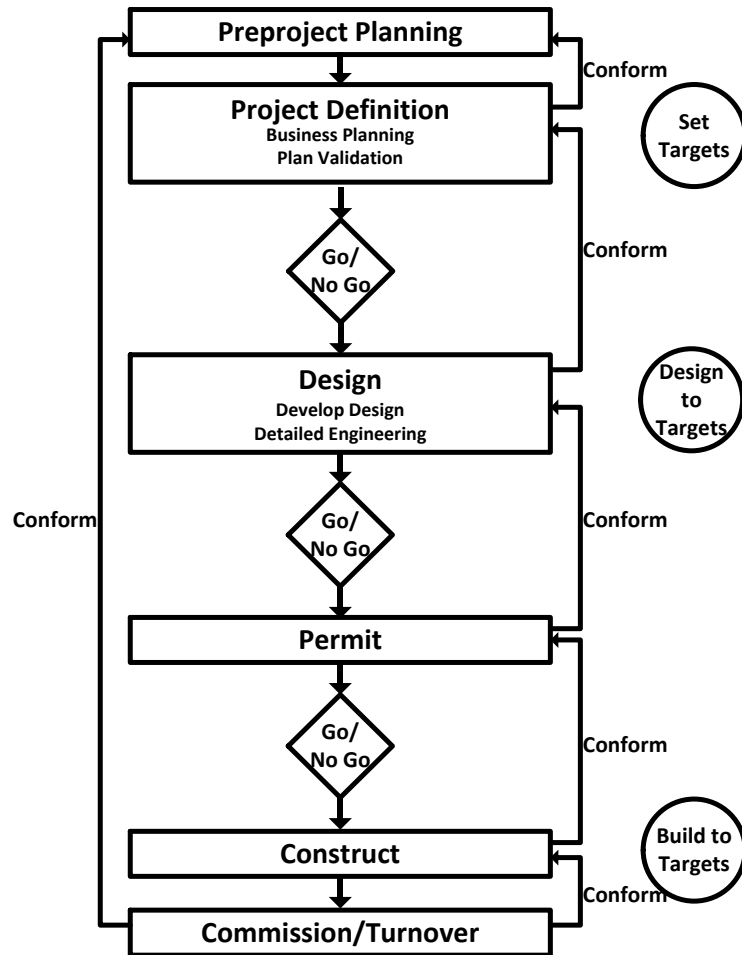 Preproject Planning
Conform
Project Definition
Business Planning
Plan Validation
Set
Targets
Go/
No Go
Conform
Design
Develop Design
Detailed Engineering
Design
to
Targets
Go/
No Go
Conform
Conform
Permit
Go/
No Go
Conform
Construct
Build to
Targets
Conform
Commission/Turnover